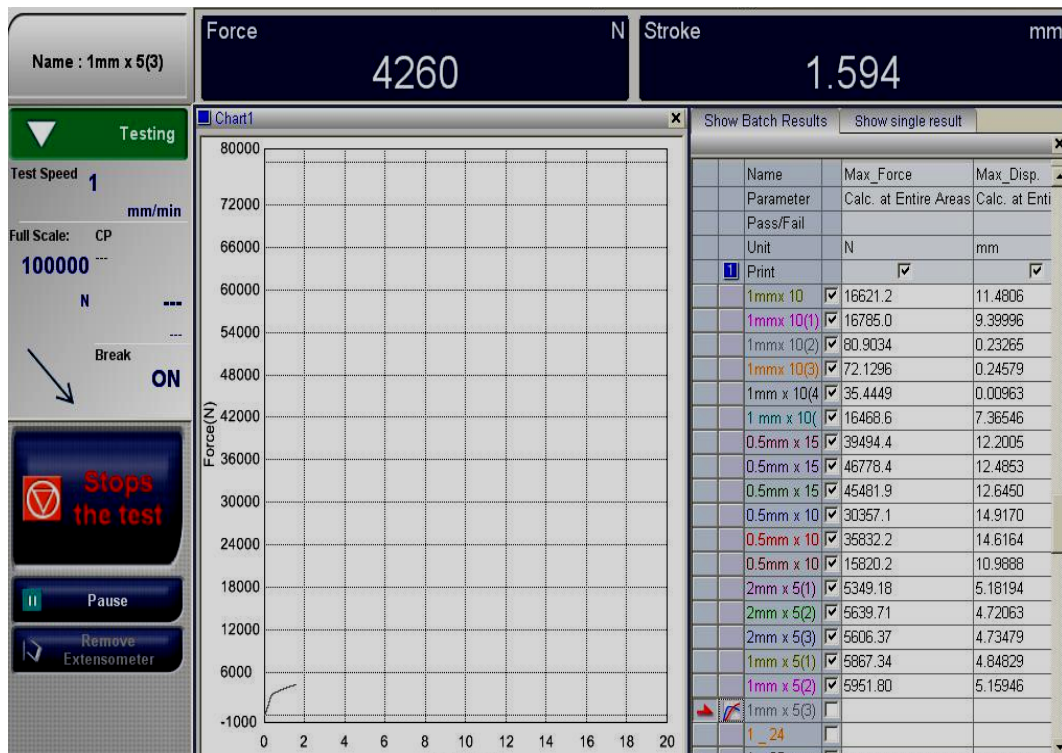 Name : 1mm x 5(3)
Force N
4260
Stroke mm
1.594
Testing
Test Speed 1
mm/min
Full Scale: CP
100000 ---
N ---
---
Break
ON
Stops
the test
Pause
Remove
Extensometer
Chart1
80000
72000
66000
60000
54000
48000
42000
36000
30000
24000
18000
12000
6000
-1000
Force(N)
0 2 4 6 8 10 12 14 16 18 20
Show Batch Results Show single result
Name Max_Force Max_Disp.
Parameter Calc. at Entire Areas Calc. at Enti
Pass/Fail
Unit N mm
1 Print
1mmx 10 16621.2 11.4806
1mmx 10(1) 16785.0 9.39996
1mmx 10(2) 80.9034 0.23265
1mmx 10(3) 72.1296 0.24579
1mm x 10(4 35.4449 0.00963
1 mm x 10( 16468.6 7.36546
0.5mm x 15 39494.4 12.2005
0.5mm x 15 46778.4 12.4853
0.5mm x 15 45481.9 12.6450
0.5mm x 10 30357.1 14.9170
0.5mm x 10 35832.2 14.6164
0.5mm x 10 15820.2 10.9888
2mm x 5(1) 5349.18 5.18194
2mm x 5(2) 5639.71 4.72063
2mm x 5(3) 5606.37 4.73479
1mm x 5(1) 5867.34 4.84829
1mm x 5(2) 5951.80 5.15946
1mm x 5(3)
1 _ 24